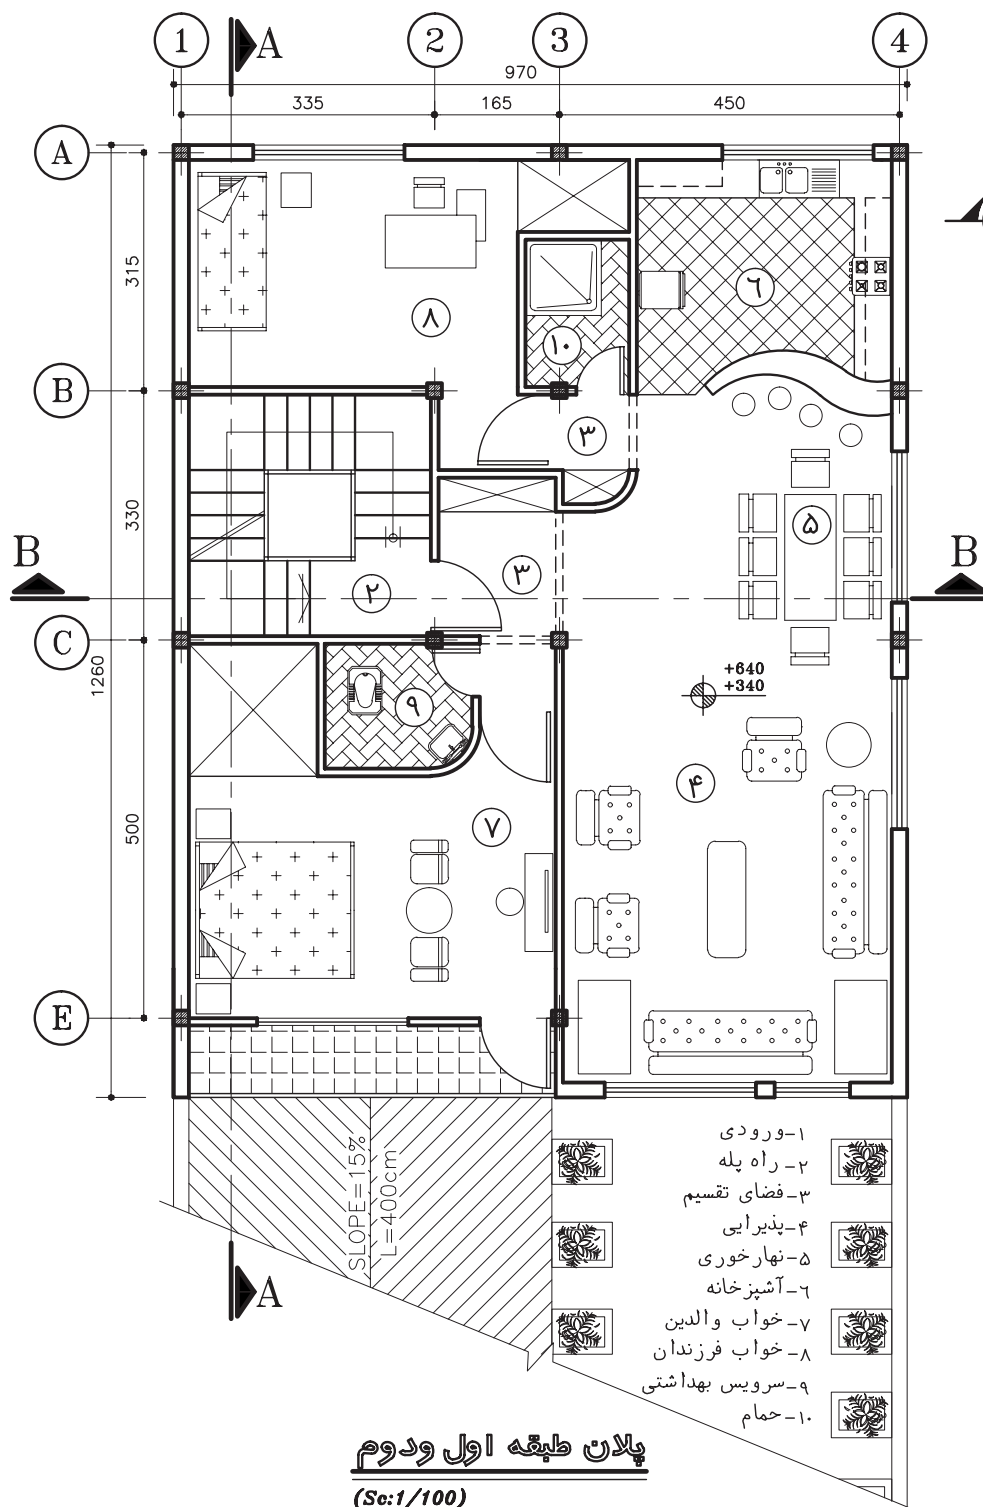 1 2 3 4
A
970
335 165 450
A
315
۸
۶
۱۰
B
۳
330
۵
B
B
۳
۲
C
1260
+640
+340
۹
۴
500
۷
E
SLOPE=15%
L=400cm
A
۱-ورودی
۲-راه پله
۳-فضای تقسیم
۴-پذیرایی
۵-نهارخوری
۶-آشپزخانه
۷-خواب والدین
۸-خواب فرزندان
۹-سرویس بهداشتی
۱۰-حمام
پلان طبقه اول ودوم
(Sc:1/100)